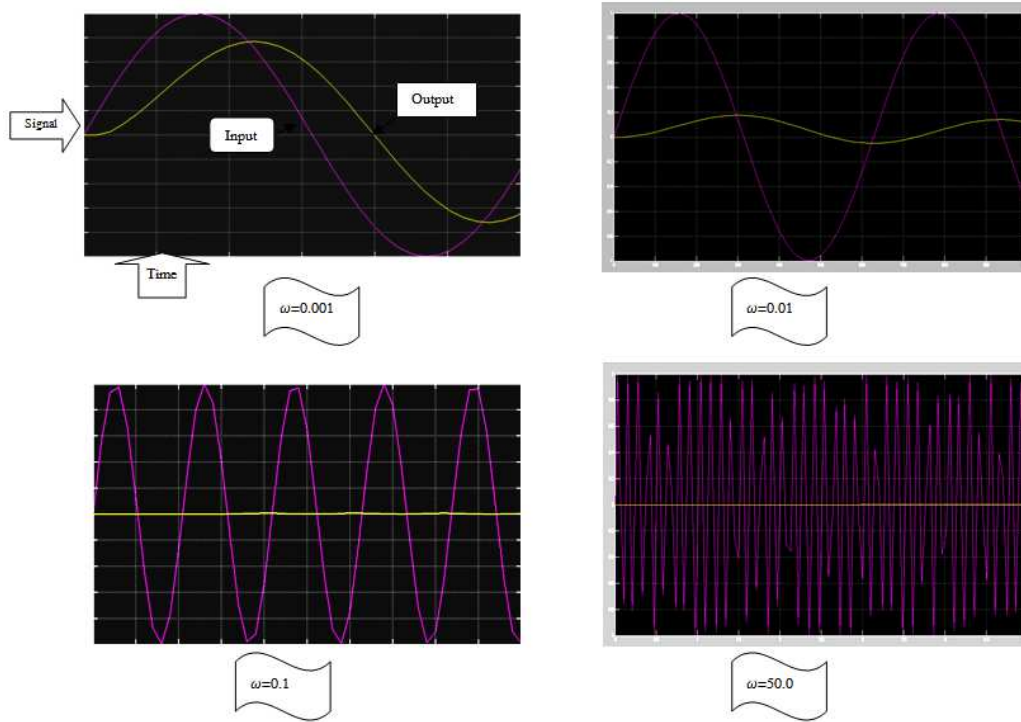 Signal
Input
Output
Time
ω=0.001
ω=0.01
ω=0.1
ω=50.0